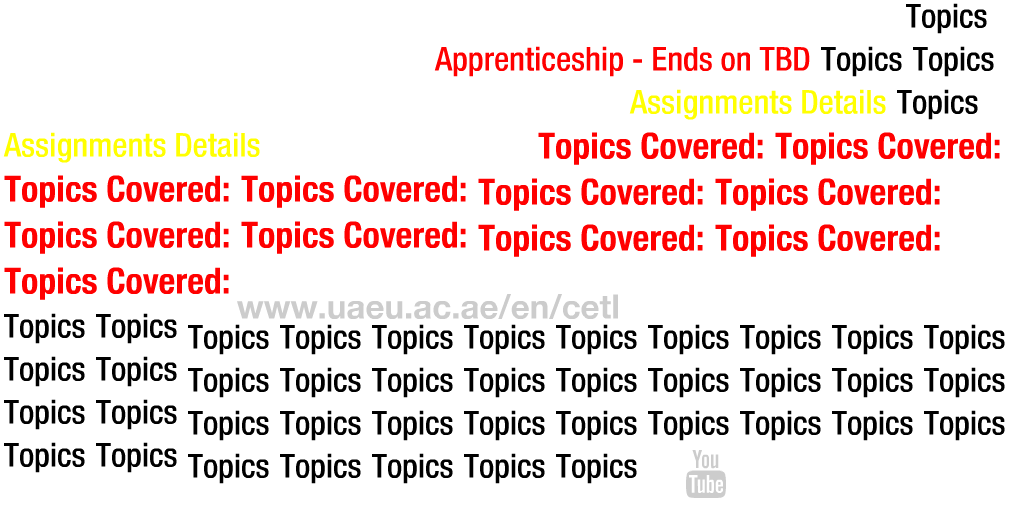 Topics
Apprenticeship - Ends on TBD Topics Topics
Assignments Details Topics
Assignments Details Topics Covered: Topics Covered:
Topics Covered: Topics Covered: Topics Covered: Topics Covered:
Topics Covered: Topics Covered: Topics Covered: Topics Covered:
Topics Covered:
www.uaeu.ac.ae/en/cetl
Topics Topics Topics Topics Topics Topics Topics Topics Topics Topics Topics
Topics Topics Topics Topics Topics Topics Topics Topics Topics Topics Topics
Topics Topics Topics Topics Topics Topics Topics Topics Topics Topics Topics
Topics Topics Topics Topics Topics Topics Topics
You
Tube